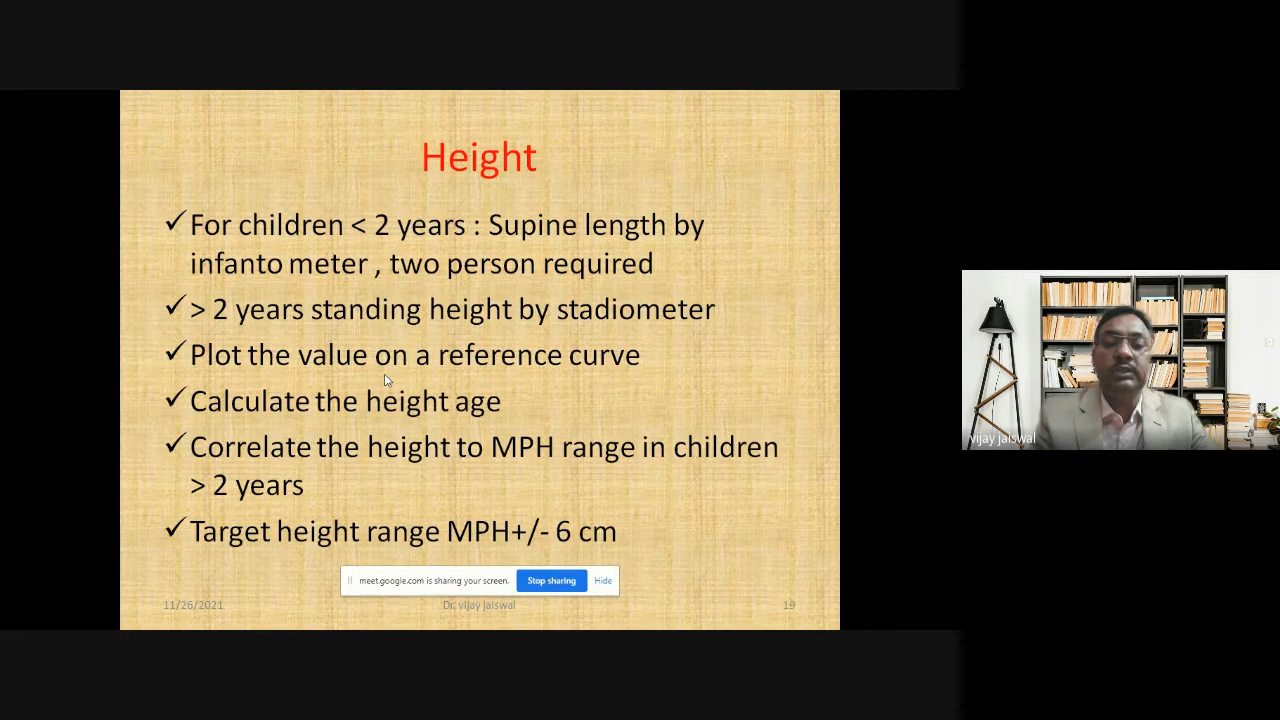 Height
✓For children < 2 years : Supine length by
infanto meter , two person required
✓> 2 years standing height by stadiometer
✓Plot the value on a reference curve
✓Calculate the height age
✓Correlate the height to MPH range in children
> 2 years
✓Target height range MPH+/- 6 cm
meet.google.com is sharing your screen. Stop sharing Hide
11/26/2021 Dr. vijay jaiswal 19
vijay jaiswal